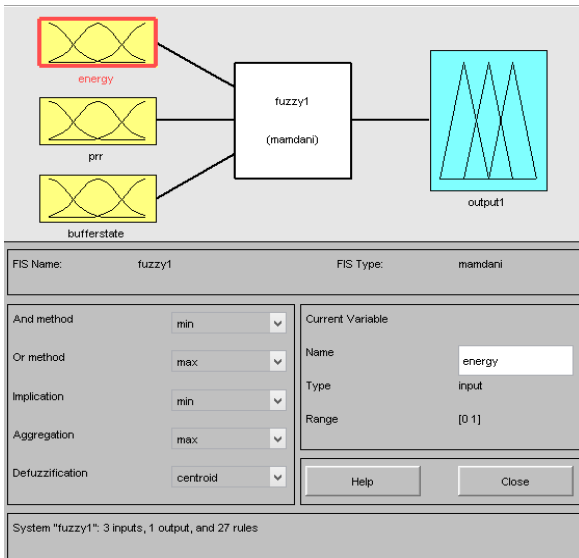 energy
fuzzy1
(mamdani)
prr
output1
bufferstate
FIS Name: fuzzy1 FIS Type: mamdani
And method min
Or method max
Implication min
Aggregation max
Defuzzification centroid
Current Variable
Name energy
Type input
Range [0 1]
Help Close
System "fuzzy1": 3 inputs, 1 output, and 27 rules